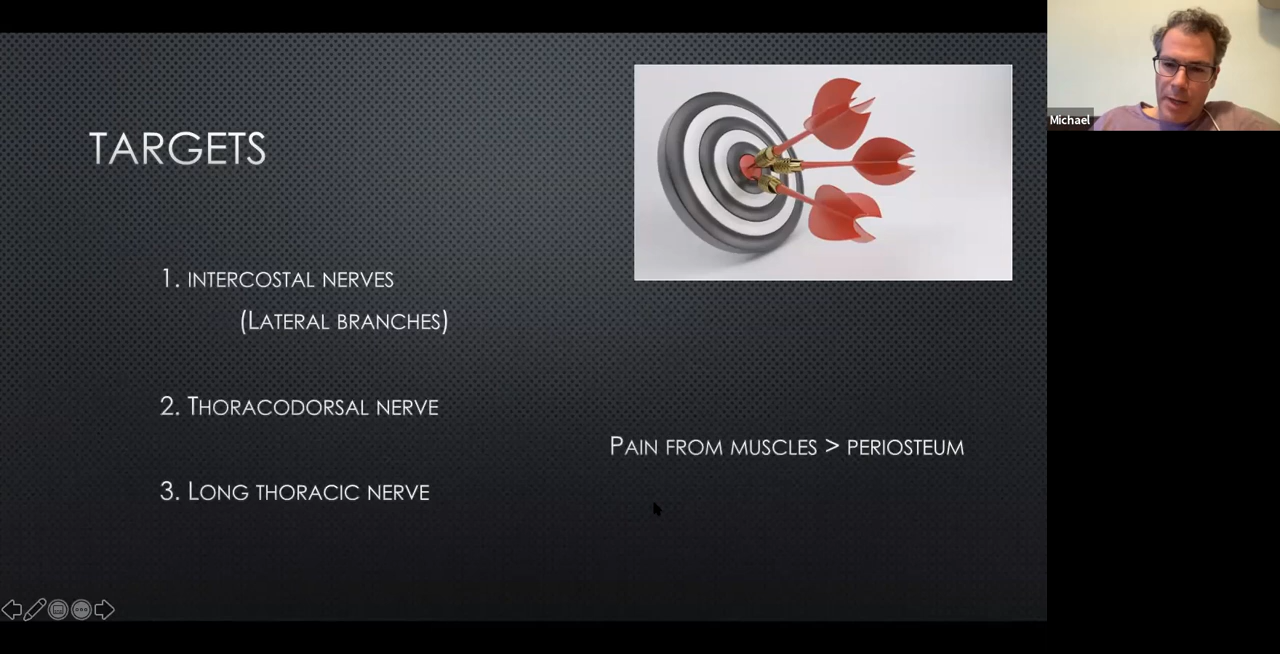 TARGETS
1. INTERCOSTAL NERVES
(LATERAL BRANCHES)
2. THORACODORSAL NERVE
3. LONG THORACIC NERVE
PAIN FROM MUSCLES > PERIOSTEUM
Michael